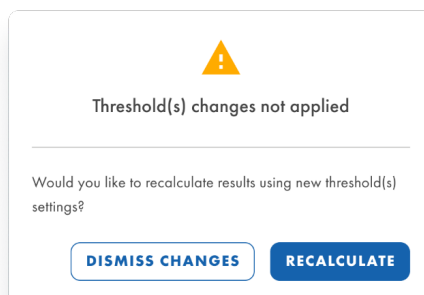 Threshold(s) changes not applied
Would you like to recalculate results using new threshold(s)
settings?
DISMISS CHANGES RECALCULATE